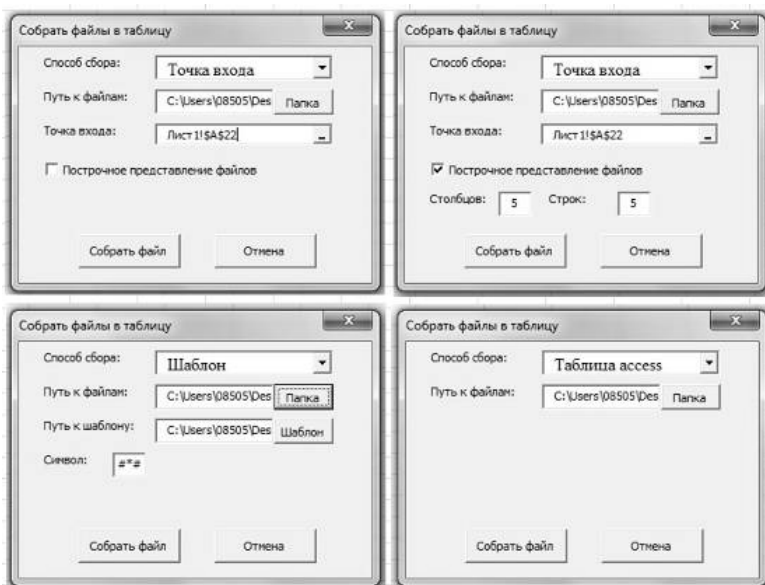 Собрать файлы в таблицу
Способ сбора: Точка входа
Путь к файлам: C:\Users\08505\Des Папка
Точка входа: Лист1!$A$22
Построчное представление файлов
Собрать файл Отмена
Собрать файлы в таблицу
Способ сбора: Точка входа
Путь к файлам: C:\Users\08505\Des Папка
Точка входа: Лист1!$A$22
Построчное представление файлов
Столбцов: 5 Строк: 5
Собрать файл Отмена
Собрать файлы в таблицу
Способ сбора: Шаблон
Путь к файлам: C:\Users\08505\Des Папка
Путь к шаблону: C:\Users\08505\Des Шаблон
Символ: #*#
Собрать файл Отмена
Собрать файлы в таблицу
Способ сбора: Таблица access
Путь к файлам: C:\Users\08505\Des Папка
Собрать файл Отмена